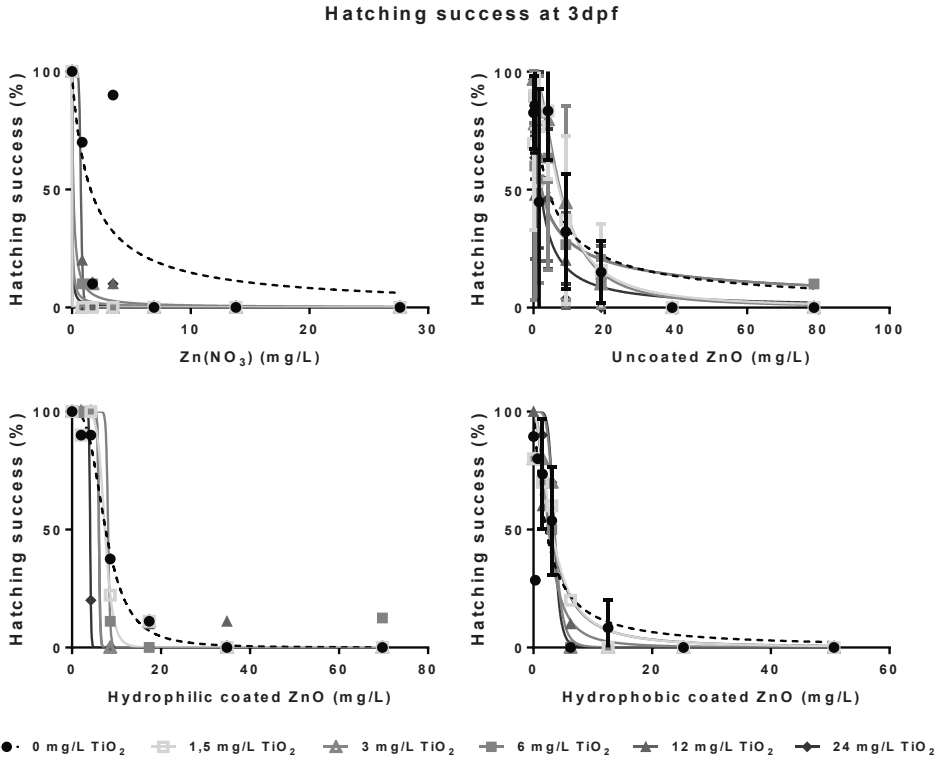 Hatching success at 3dpf
Hatching success (%)
100
50
0
0 10 20 30
Zn(NO3) (mg/L)
Hatching success (%)
100
50
0
0 20 40 60 80 100
Uncoated ZnO (mg/L)
Hatching success (%)
100
50
0
0 20 40 60 80
Hydrophilic coated ZnO (mg/L)
Hatching success (%)
100
50
0
0 20 40 60
Hydrophobic coated ZnO (mg/L)
0 mg/L TiO2 1,5 mg/L TiO2 3 mg/L TiO2 6 mg/L TiO2 12 mg/L TiO2 24 mg/L TiO2